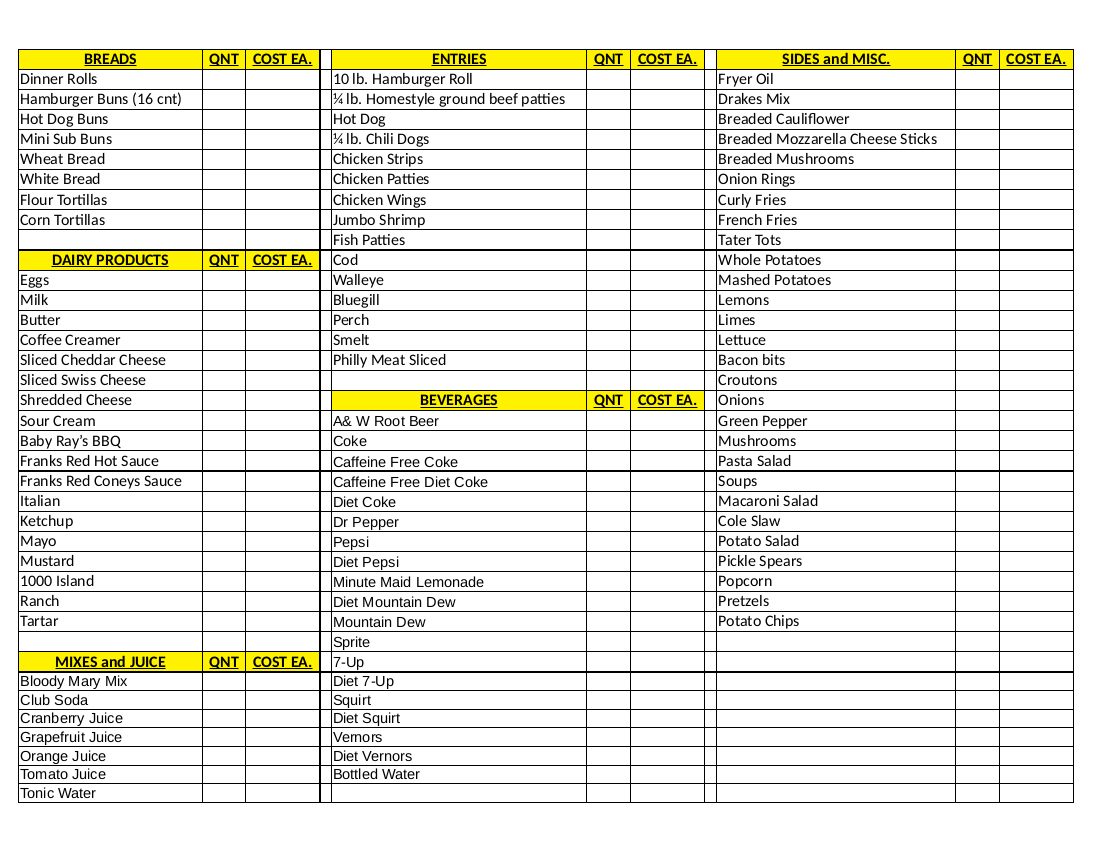 BREADS QNT COST EA.
Dinner Rolls
Hamburger Buns (16 cnt)
Hot Dog Buns
Mini Sub Buns
Wheat Bread
White Bread
Flour Tortillas
Corn Tortillas
DAIRY PRODUCTS QNT COST EA.
Eggs
Milk
Butter
Coffee Creamer
Sliced Cheddar Cheese
Sliced Swiss Cheese
Shredded Cheese
Sour Cream
Baby Ray’s BBQ
Franks Red Hot Sauce
Franks Red Coneys Sauce
Italian
Ketchup
Mayo
Mustard
1000 Island
Ranch
Tartar
MIXES and JUICE QNT COST EA.
Bloody Mary Mix
Club Soda
Cranberry Juice
Grapefruit Juice
Orange Juice
Tomato Juice
Tonic Water
ENTRIES QNT COST EA.
10 lb. Hamburger Roll
¼ lb. Homestyle ground beef patties
Hot Dog
¼ lb. Chili Dogs
Chicken Strips
Chicken Patties
Chicken Wings
Jumbo Shrimp
Fish Patties
Cod
Walleye
Bluegill
Perch
Smelt
Philly Meat Sliced
BEVERAGES QNT COST EA.
A& W Root Beer
Coke
Caffeine Free Coke
Caffeine Free Diet Coke
Diet Coke
Dr Pepper
Pepsi
Diet Pepsi
Minute Maid Lemonade
Diet Mountain Dew
Mountain Dew
Sprite
7-Up
Diet 7-Up
Squirt
Diet Squirt
Vernors
Diet Vernors
Bottled Water
SIDES and MISC. QNT COST EA.
Fryer Oil
Drakes Mix
Breaded Cauliflower
Breaded Mozzarella Cheese Sticks
Breaded Mushrooms
Onion Rings
Curly Fries
French Fries
Tater Tots
Whole Potatoes
Mashed Potatoes
Lemons
Limes
Lettuce
Bacon bits
Croutons
Onions
Green Pepper
Mushrooms
Pasta Salad
Soups
Macaroni Salad
Cole Slaw
Potato Salad
Pickle Spears
Popcorn
Pretzels
Potato Chips